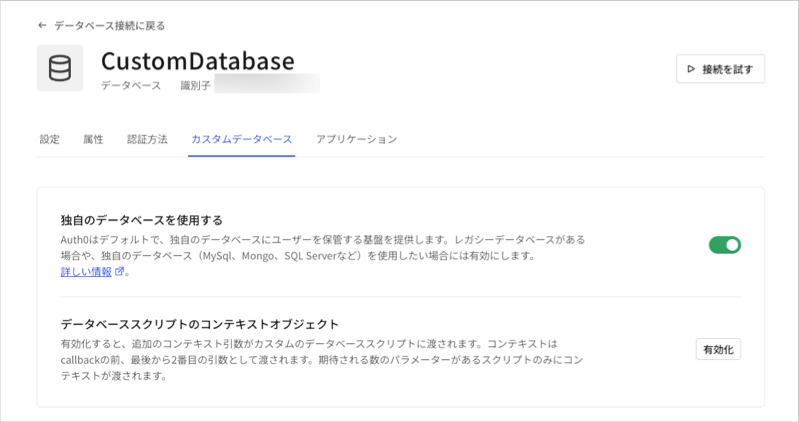 ← データベース接続に戻る
CustomDatabase
データベース 識別子
接続を試す
設定 属性 認証方法 カスタムデータベース アプリケーション
独自のデータベースを使用する
Auth0はデフォルトで、独自のデータベースにユーザーを保管する基盤を提供します。レガシーデータベースがある
場合や、独自のデータベース（MySql、Mongo、SQL Serverなど）を使用したい場合には有効にします。
詳しい情報。
データベーススクリプトのコンテキストオブジェクト
有効化すると、追加のコンテキスト引数がカスタムのデータベーススクリプトに渡されます。コンテキストは
callbackの前、最後から2番目の引数として渡されます。期待される数のパラメーターがあるスクリプトのみにコン
テキストが渡されます。
有効化